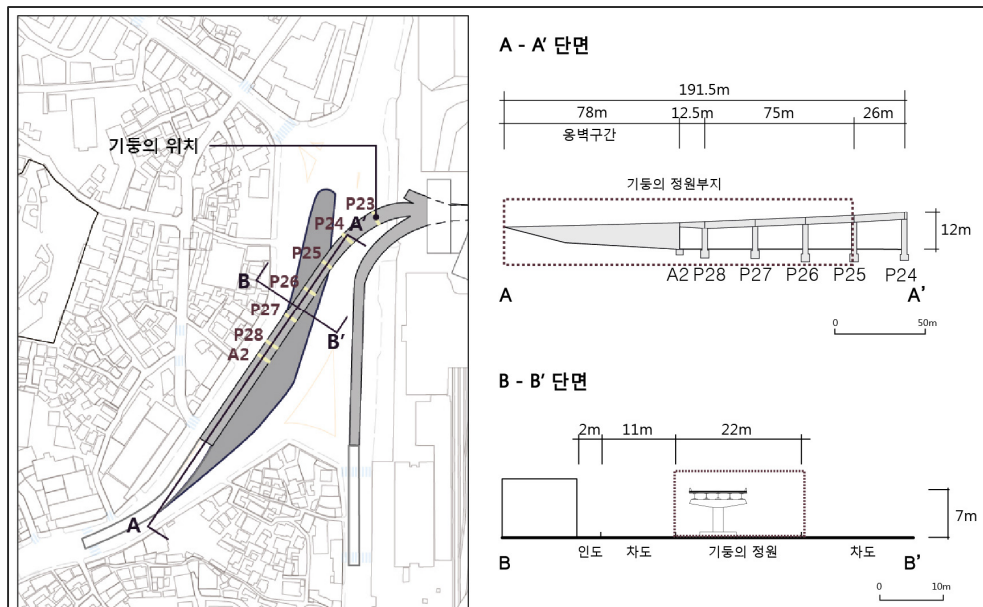 기둥의 위치
P23
P24
A'
P25
B
P26
P27
B'
P28
A2
A
A - A' 단면
191.5m
78m
12.5m
75m
26m
옹벽구간
기둥의 정원부지
12m
A2
P28
P27
P26
P25
P24
A
A'
0
50m
B - B' 단면
2m
11m
22m
7m
인도
차도
기둥의 정원
차도
B
B'
0
10m